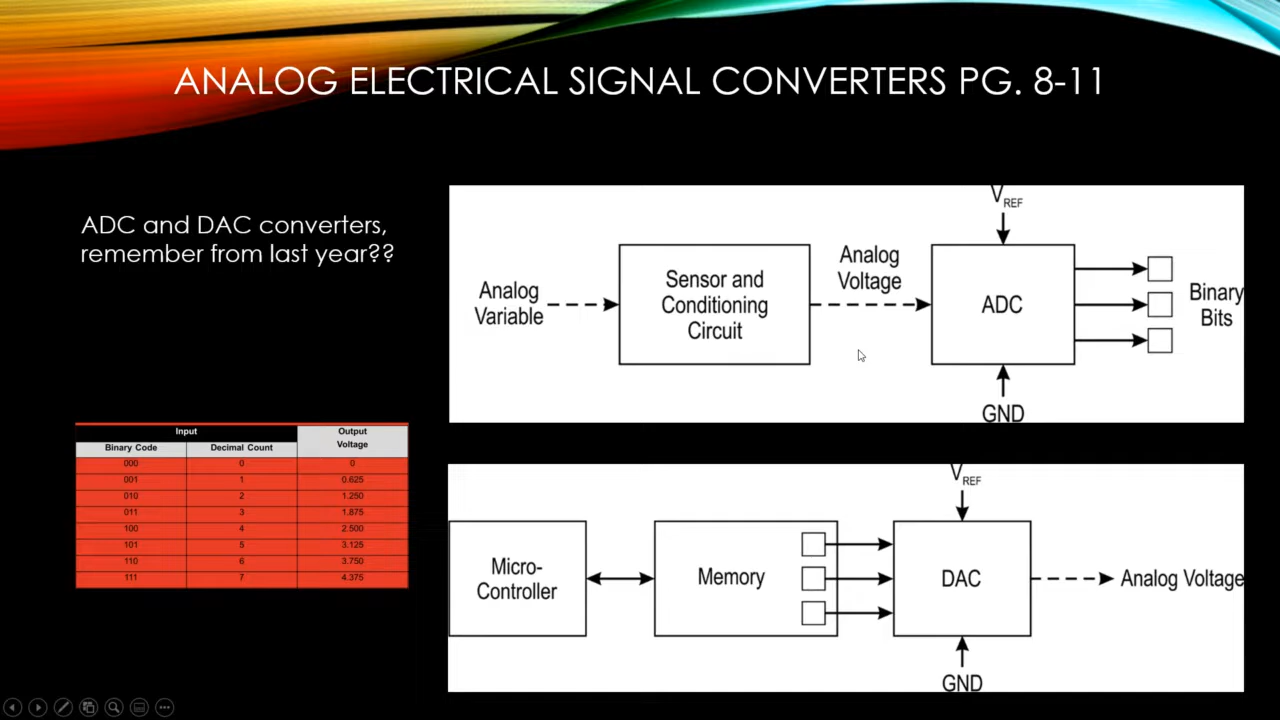 ANALOG ELECTRICAL SIGNAL CONVERTERS PG. 8-11
ADC and DAC converters,
remember from last year??
Input Output
Voltage
Binary Code Decimal Count
000 0 0
001 1 0.625
010 2 1.250
011 3 1.875
100 4 2.500
101 5 3.125
110 6 3.750
111 7 4.375
VREF
Analog
Variable
Sensor and
Conditioning
Circuit
Analog
Voltage
ADC
Binary
Bits
GND
VREF
Micro-
Controller
Memory
DAC
Analog Voltage
GND